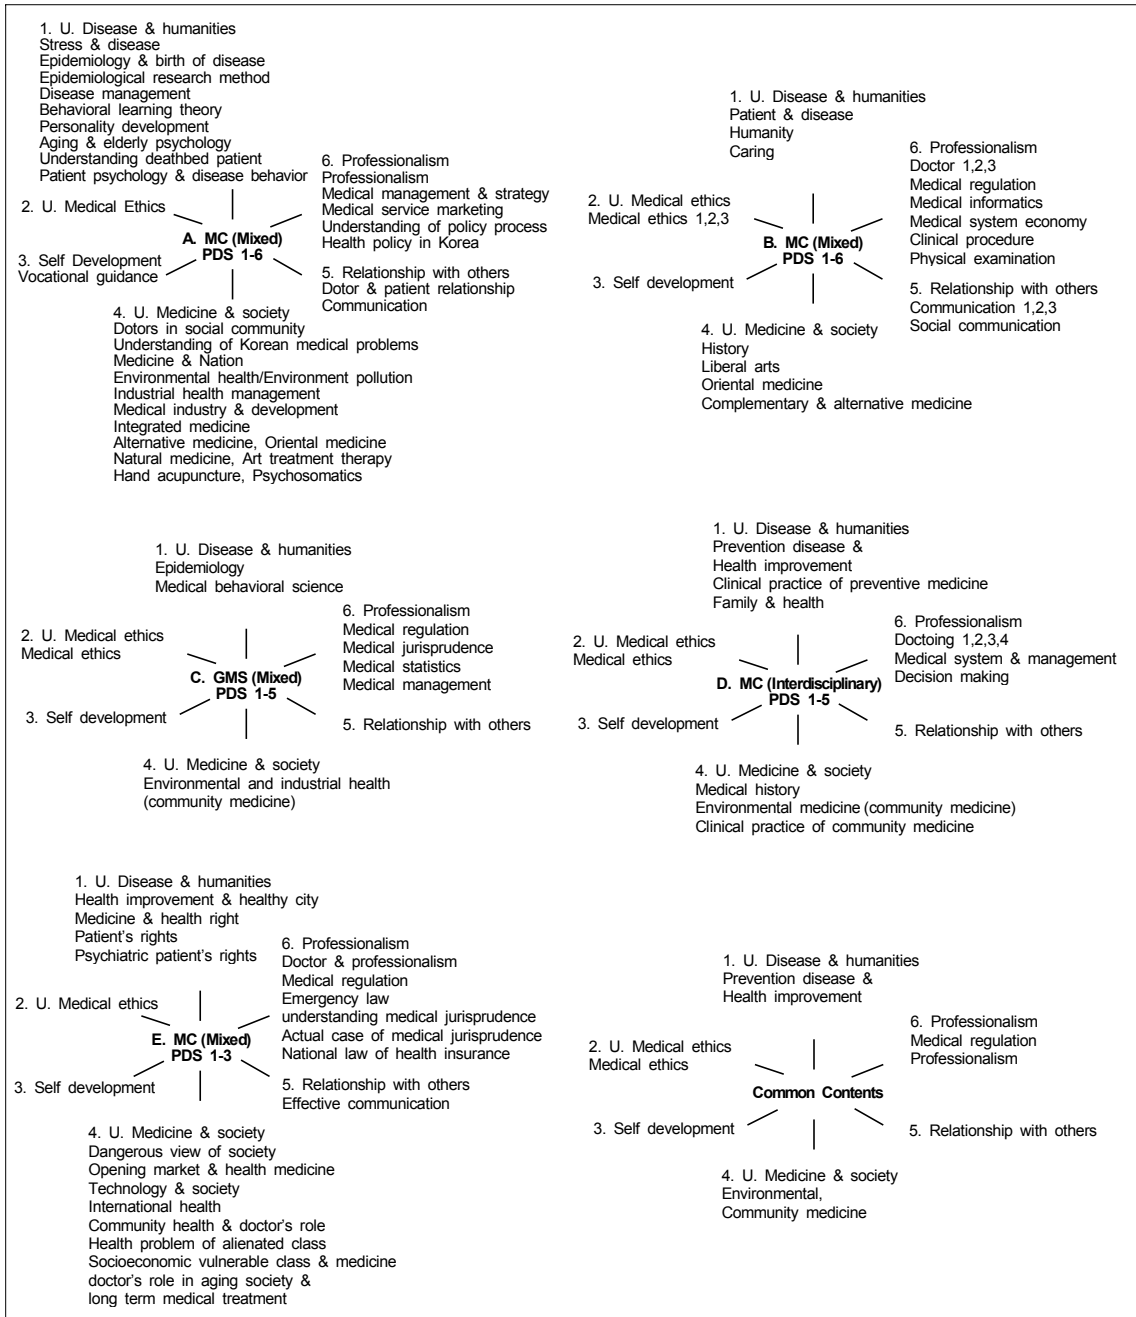 1. U. Disease & humanities
Stress & disease
Epidemiology & birth of disease
Epidemiological research method
Disease management
Behavioral learning theory
Personality development
Aging & elderly psychology
Understanding deathbed patient
Patient psychology & disease behavior
2. U. Medical Ethics
A. MC (Mixed)
PDS 1-6
6. Professionalism
Professionalism
Medical management & strategy
Medical service marketing
Understanding of policy process
Health policy in Korea
3. Self Development
Vocational guidance
5. Relationship with others
Dotor & patient relationship
Communication
4. U. Medicine & society
Dotors in social community
Understanding of Korean medical problems
Medicine & Nation
Environmental health/Environment pollution
Industrial health management
Medical industry & development
Integrated medicine
Alternative medicine, Oriental medicine
Natural medicine, Art treatment therapy
Hand acupuncture, Psychosomatics
1. U. Disease & humanities
Patient & disease
Humanity
Caring
2. U. Medical ethics
Medical ethics 1,2,3
B. MC (Mixed)
PDS 1-6
6. Professionalism
Doctor 1,2,3
Medical regulation
Medical informatics
Medical system economy
Clinical procedure
Physical examination
3. Self development
5. Relationship with others
Communication 1,2,3
Social communication
4. U. Medicine & society
History
Liberal arts
Oriental medicine
Complementary & alternative medicine
1. U. Disease & humanities
Epidemiology
Medical behavioral science
2. U. Medical ethics
Medical ethics
C. GMS (Mixed)
PDS 1-5
6. Professionalism
Medical regulation
Medical jurisprudence
Medical statistics
Medical management
3. Self development
5. Relationship with others
4. U. Medicine & society
Environmental and industrial health
(community medicine)
1. U. Disease & humanities
Prevention disease &
Health improvement
Clinical practice of preventive medicine
Family & health
2. U. Medical ethics
Medical ethics
D. MC (Interdisciplinary)
PDS 1-5
6. Professionalism
Doctoing 1,2,3,4
Medical system & management
Decision making
3. Self development
5. Relationship with others
4. U. Medicine & society
Medical history
Environmental medicine (community medicine)
Clinical practice of community medicine
1. U. Disease & humanities
Health improvement & healthy city
Medicine & health right
Patient's rights
Psychiatric patient's rights
2. U. Medical ethics
E. MC (Mixed)
PDS 1-3
6. Professionalism
Doctor & professionalism
Medical regulation
Emergency law
understanding medical jurisprudence
Actual case of medical jurisprudence
National law of health insurance
3. Self development
5. Relationship with others
Effective communication
4. U. Medicine & society
Dangerous view of society
Opening market & health medicine
Technology & society
International health
Community health & doctor's role
Health problem of alienated class
Socioeconomic vulnerable class & medicine
doctor's role in aging society &
long term medical treatment
1. U. Disease & humanities
Prevention disease &
Health improvement
2. U. Medical ethics
Medical ethics
Common Contents
6. Professionalism
Medical regulation
Professionalism
3. Self development
5. Relationship with others
4. U. Medicine & society
Environmental,
Community medicine